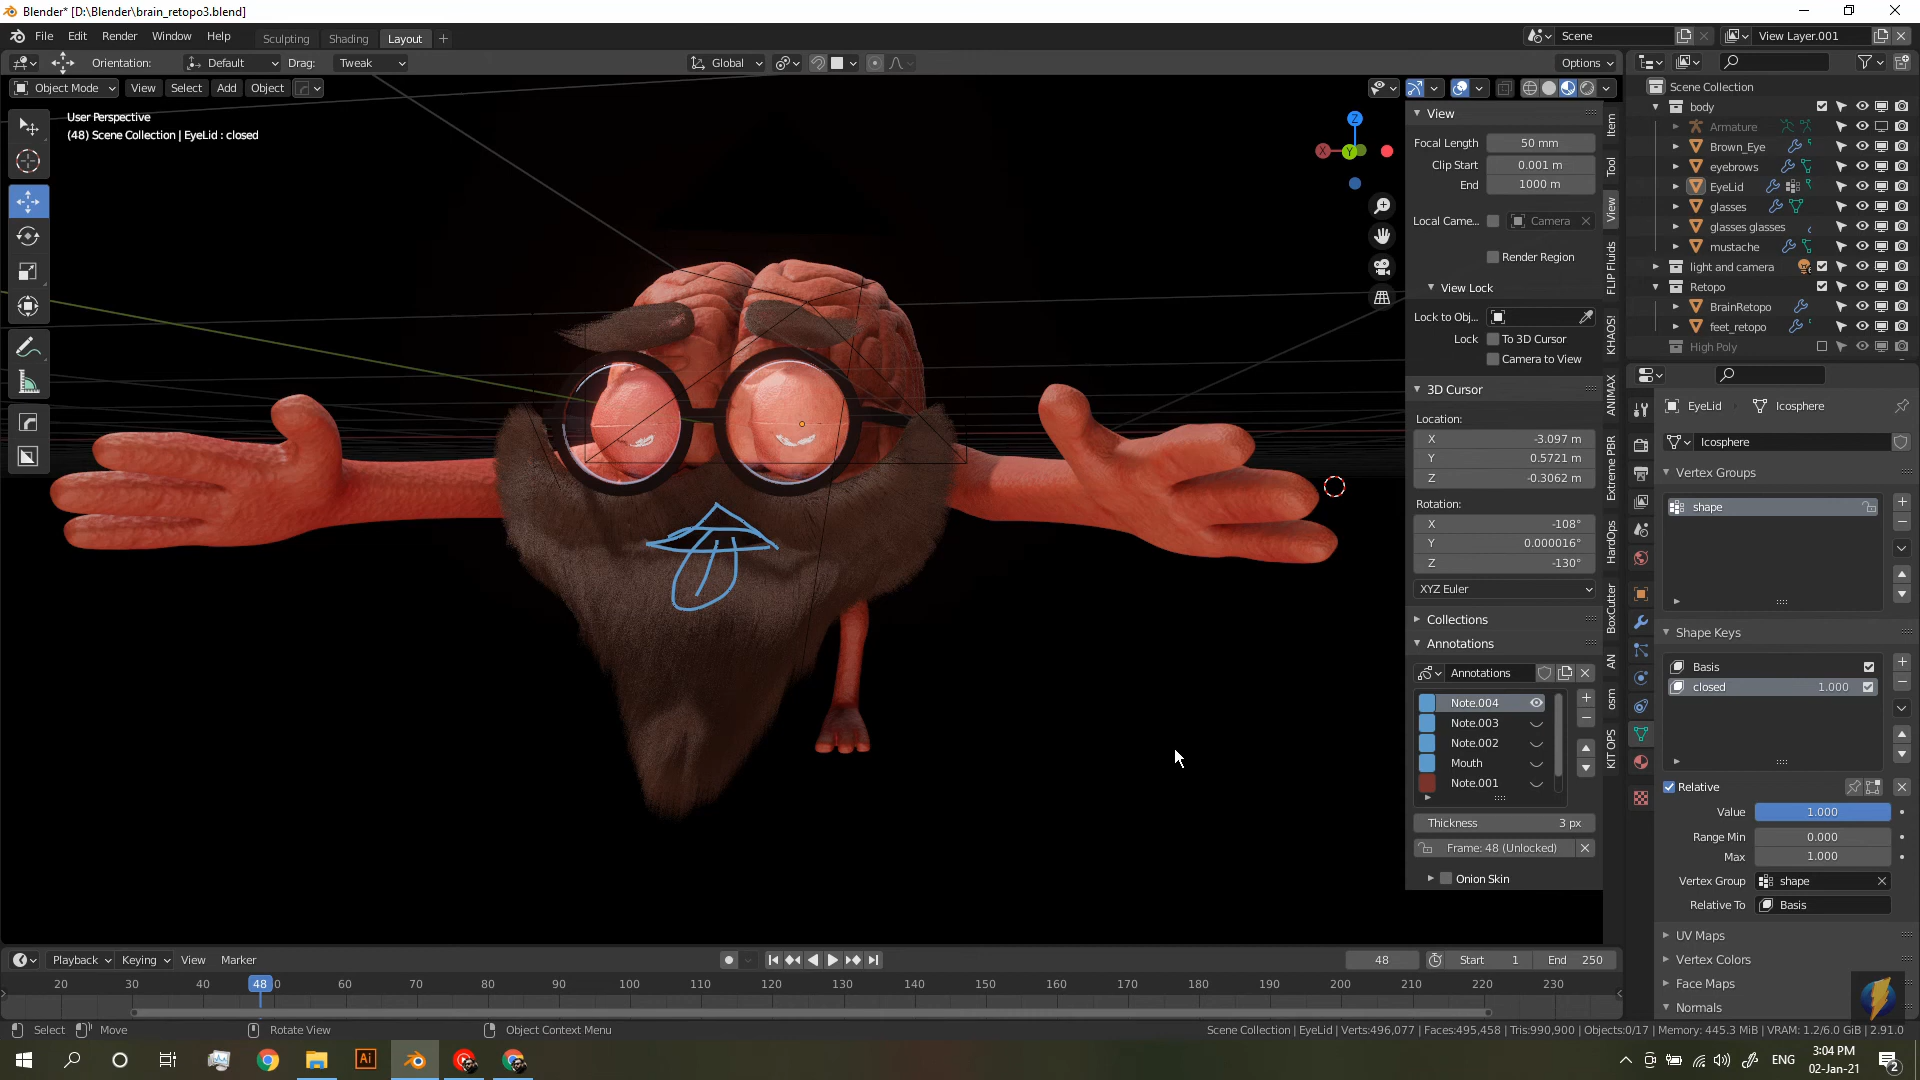 Blender* [D:\Blender\brain_retopo3.blend]
File Edit Render Window Help
Sculpting Shading Layout +
Scene
View Layer.001
Orientation: Default Drag: Tweak
Global
Options
Object Mode View Select Add Object
User Perspective
(48) Scene Collection | EyeLid : closed
Z
X
Y
View
Focal Length 50 mm
Clip Start 0.001 m
End 1000 m
Local Came... Camera
Render Region
View Lock
Lock to Obj...
Lock To 3D Cursor
Camera to View
3D Cursor
Location:
X -3.097 m
Y 0.5721 m
Z -0.3062 m
Rotation:
X -108°
Y 0.000016°
Z -130°
XYZ Euler
Collections
Annotations
Annotations
Note.004
Note.003
Note.002
Mouth
Note.001
Thickness 3 px
Frame: 48 (Unlocked)
Onion Skin
Item
Tool
View
FLIP Fluids
KHAOS!
ANIMAX
Extreme PBR
HardOps
BoxCutter
AN
osm
KIT OPS
Scene Collection
body
Armature
Brown_Eye
eyebrows
EyeLid
glasses
glasses glasses
mustache
light and camera
Retopo
BrainRetopo
feet_retopo
High Poly
EyeLid Icosphere
Icosphere
Vertex Groups
shape
Shape Keys
Basis
closed 1.000
Relative
Value 1.000
Range Min 0.000
Max 1.000
Vertex Group shape
Relative To Basis
UV Maps
Vertex Colors
Face Maps
Normals
Playback Keying View Marker
48 Start 1 End 250
20 30 40 48 60 70 80 90 100 110 120 130 140 150 160 170 180 190 200 210 220 230
Select Move Rotate View Object Context Menu
Scene Collection | EyeLid | Verts:496,077 | Faces:495,458 | Tris:990,900 | Objects:0/17 | Memory: 445.3 MiB | VRAM: 1.2/6.0 GiB | 2.91.0
Ai
ENG
3:04 PM
02-Jan-21
2